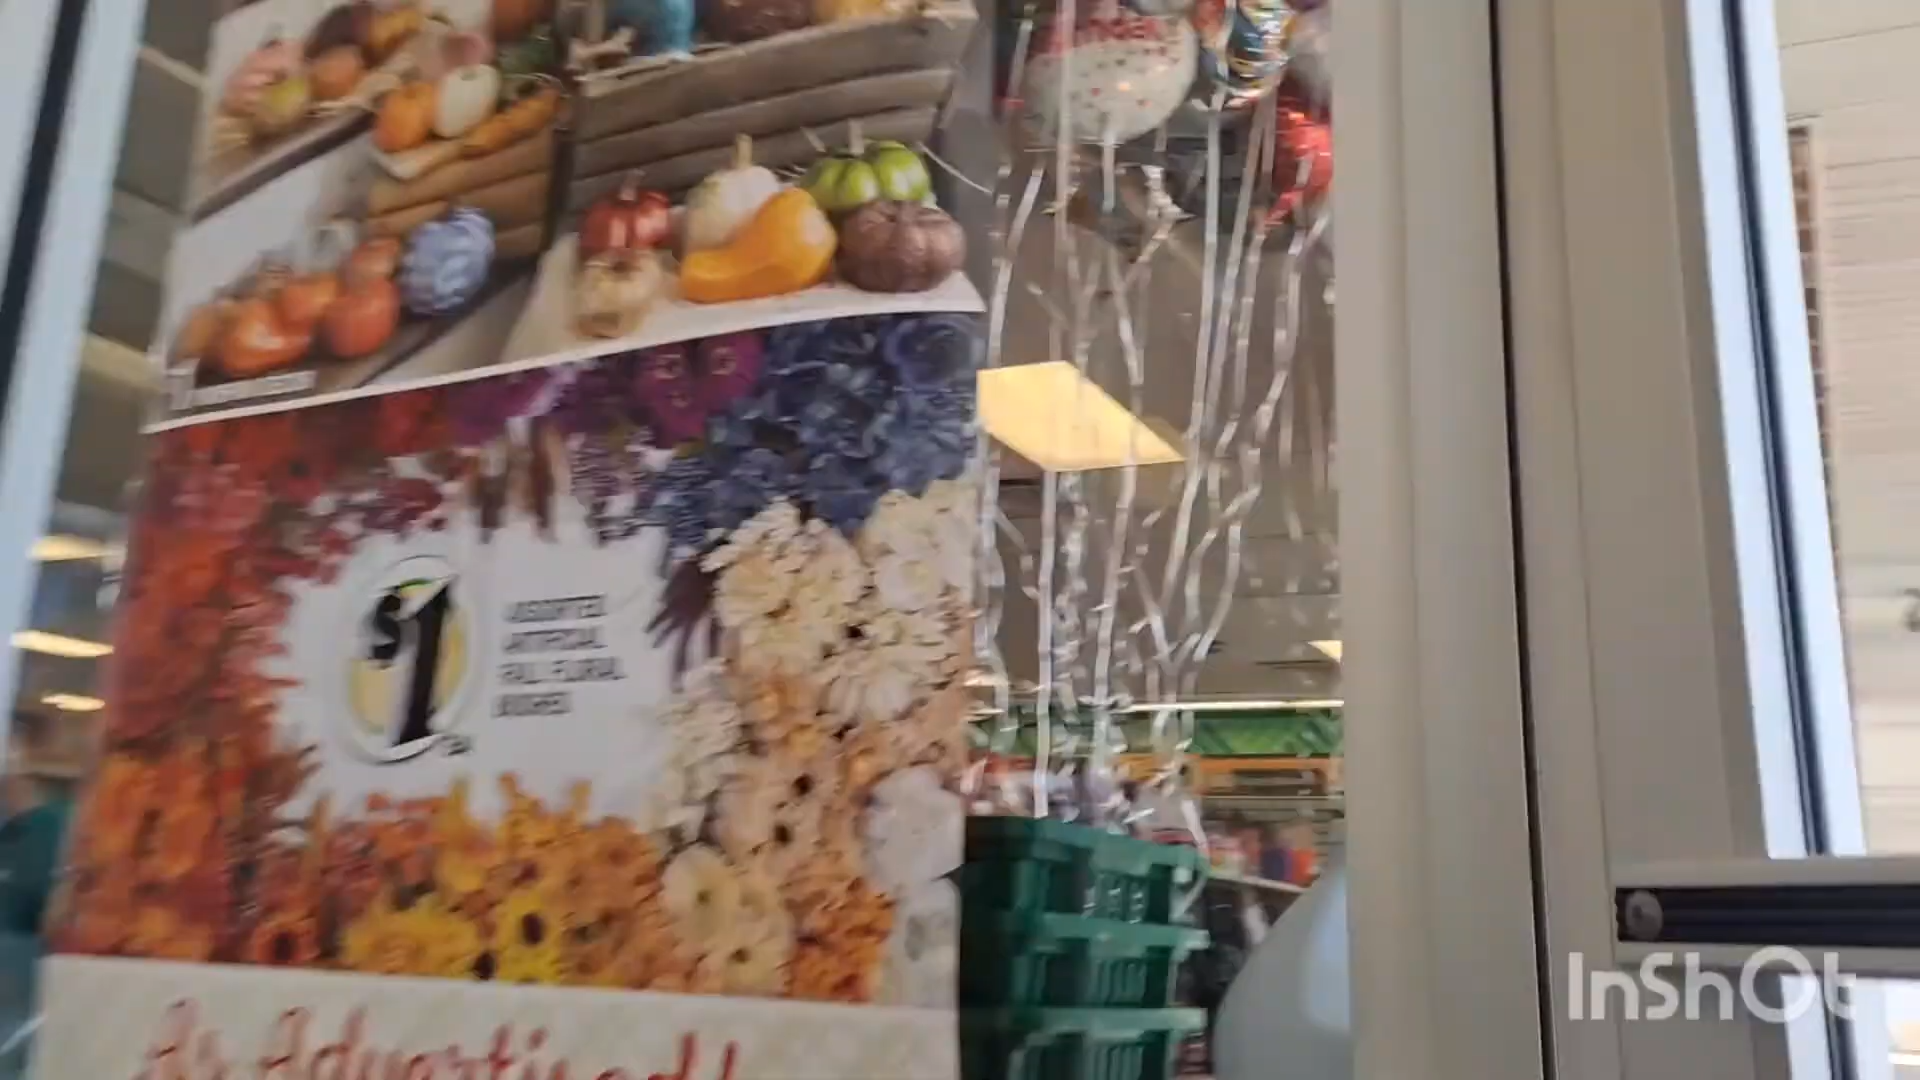 $1
ASSORTED
ARTIFICIAL
FALL FLORAL
BUSHES
As Advertised!
InShOt